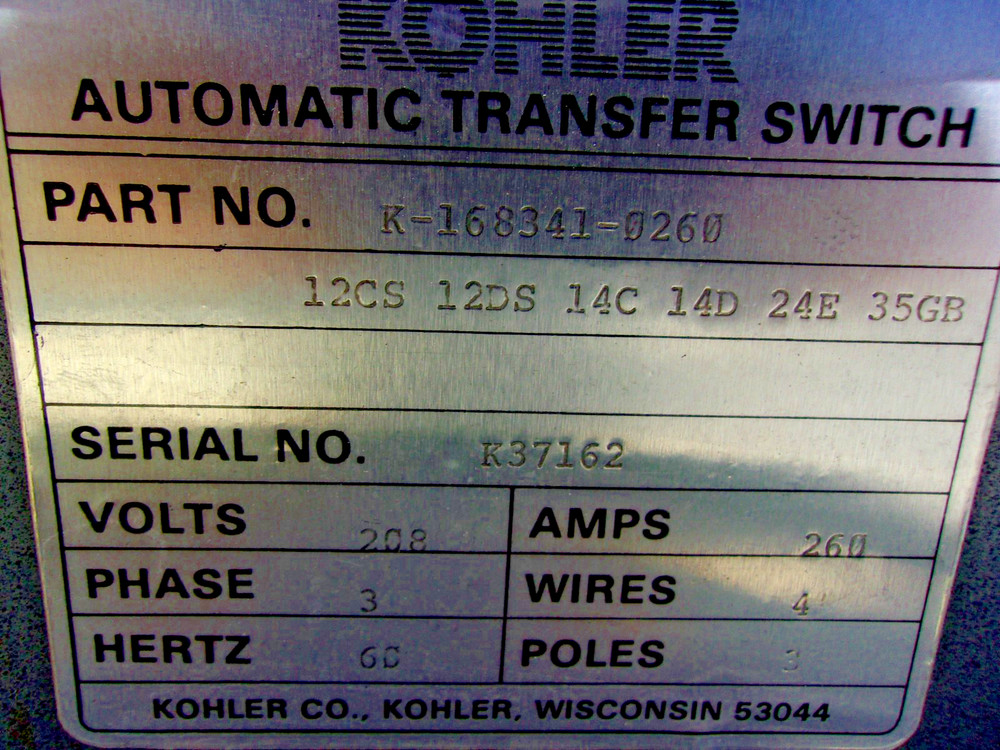 KOHLER
AUTOMATIC TRANSFER SWITCH
PART NO. K-168341-0260
12CS 12DS 14C 14D 24E 35GB
SERIAL NO. K37162
VOLTS 208 AMPS 260
PHASE 3 WIRES 4
HERTZ 60 POLES 3
KOHLER CO., KOHLER, WISCONSIN 53044